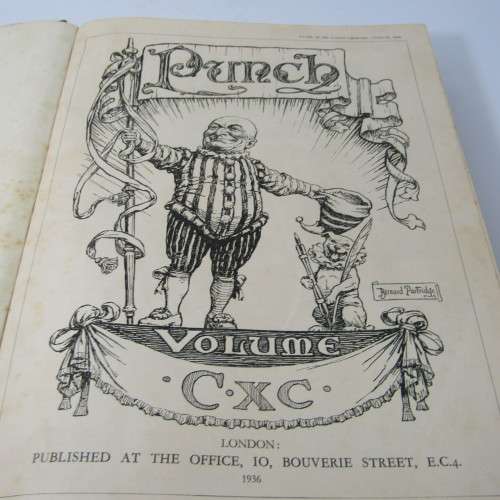 Punch
Bernard Partridge
VOLUME
·C·XC·
LONDON:
PUBLISHED AT THE OFFICE, 10, BOUVERIE STREET, E.C.4.
1936